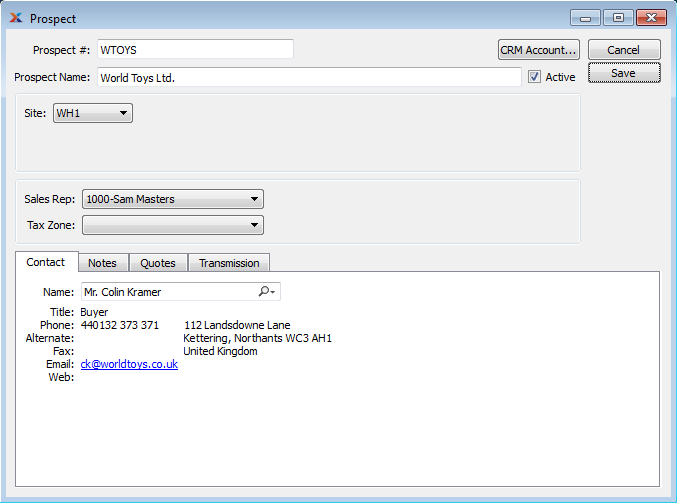 Prospect
Prospect #: WTOYS CRM Account... Cancel
Prospect Name: World Toys Ltd. Active Save
Site: WH1
Sales Rep: 1000-Sam Masters
Tax Zone:
Contact Notes Quotes Transmission
Name: Mr. Colin Kramer
Title: Buyer
Phone: 440132 373 371 112 Landsdowne Lane
Alternate: Kettering, Northants WC3 AH1
Fax: United Kingdom
Email: ck@worldtoys.co.uk
Web: